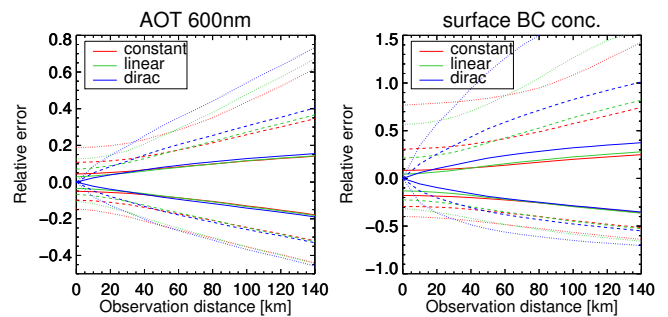 AOT 600nm
constant
linear
dirac
Relative error
0.8
0.6
0.4
0.2
0.0
−0.2
−0.4
0 20 40 60 80 100 120 140
Observation distance [km]
surface BC conc.
constant
linear
dirac
Relative error
1.5
1.0
0.5
0.0
−0.5
−1.0
0 20 40 60 80 100 120 140
Observation distance [km]